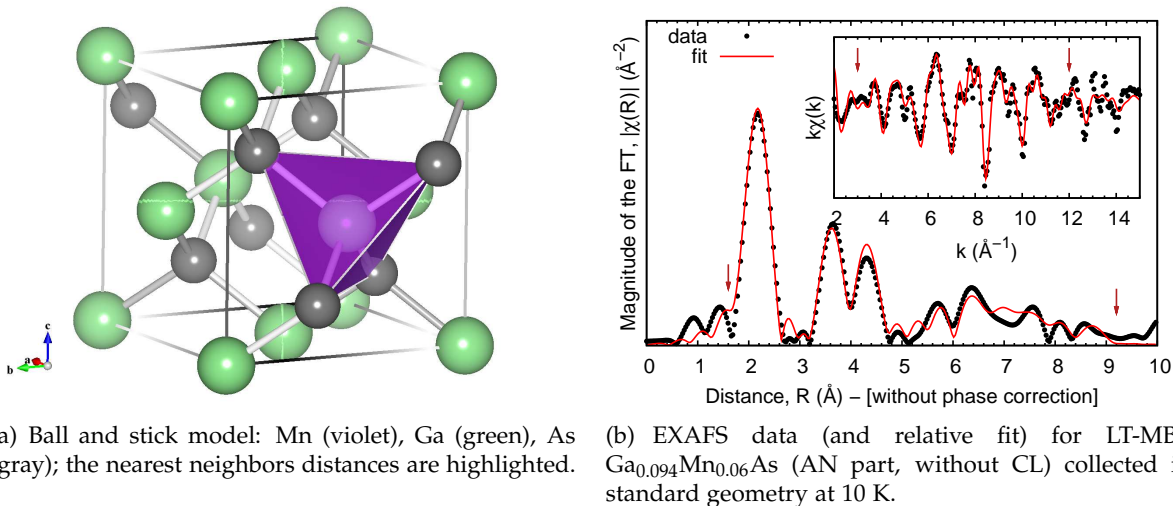 c
a
b
data
fit
Magnitude of the FT, |χ(R)| (Å⁻²)
kχ(k)
2 4 6 8 10 12 14
k (Å⁻¹)
0 1 2 3 4 5 6 7 8 9 10
Distance, R (Å) – [without phase correction]
a) Ball and stick model: Mn (violet), Ga (green), As
gray); the nearest neighbors distances are highlighted.
(b) EXAFS data (and relative fit) for LT-MB
Ga₀.₀₉₄Mn₀.₀₆As (AN part, without CL) collected
standard geometry at 10 K.